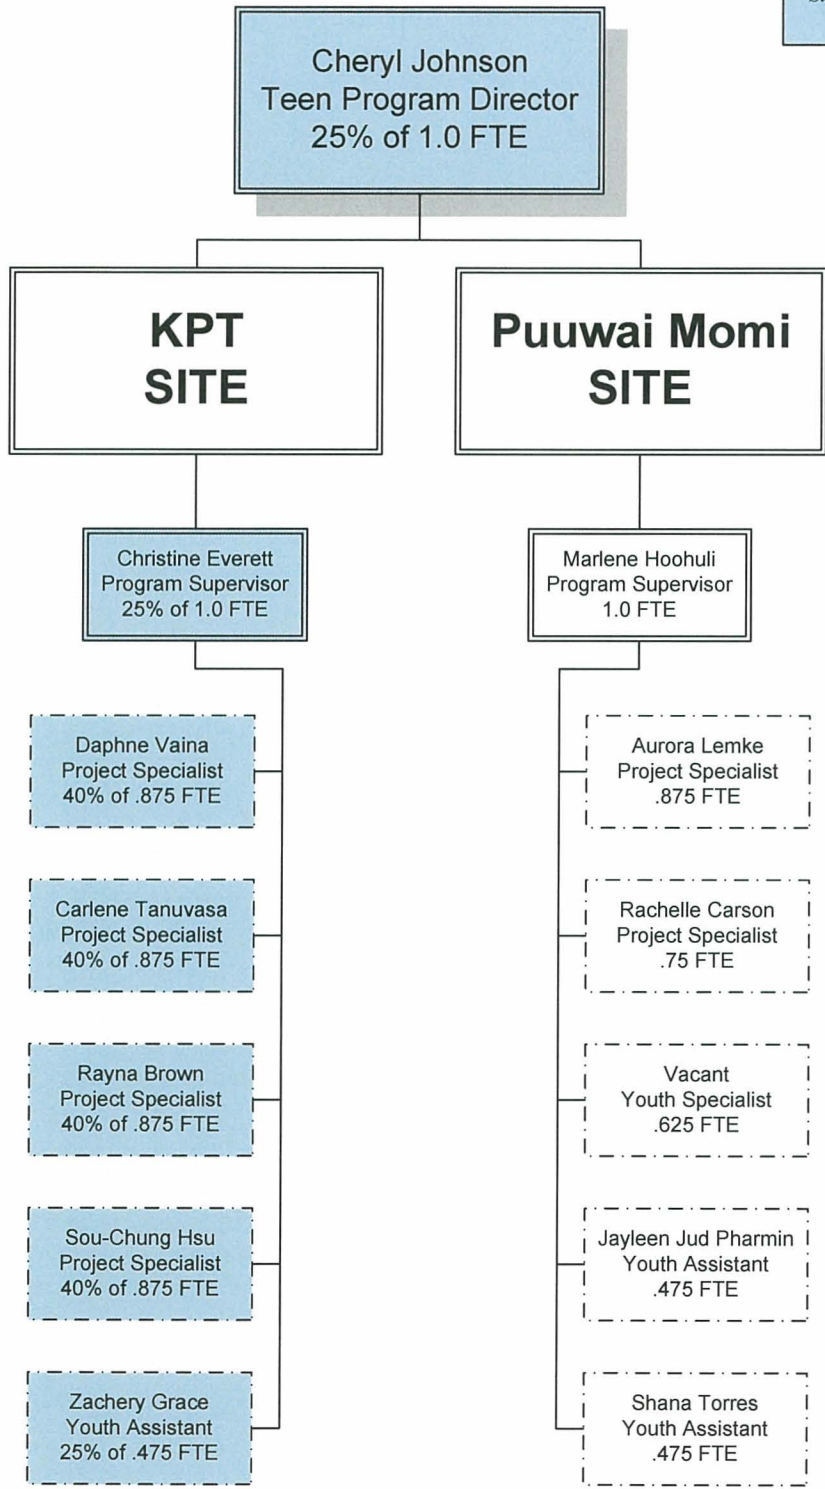 Cheryl Johnson
Teen Program Director
25% of 1.0 FTE
KPT
SITE
Puuwai Momi
SITE
Christine Everett
Program Supervisor
25% of 1.0 FTE
Marlene Hoohuli
Program Supervisor
1.0 FTE
Daphne Vaina
Project Specialist
40% of .875 FTE
Carlene Tanuvasa
Project Specialist
40% of .875 FTE
Rayna Brown
Project Specialist
40% of .875 FTE
Sou-Chung Hsu
Project Specialist
40% of .875 FTE
Zachery Grace
Youth Assistant
25% of .475 FTE
Aurora Lemke
Project Specialist
.875 FTE
Rachelle Carson
Project Specialist
.75 FTE
Vacant
Youth Specialist
.625 FTE
Jayleen Jud Pharmin
Youth Assistant
.475 FTE
Shana Torres
Youth Assistant
.475 FTE